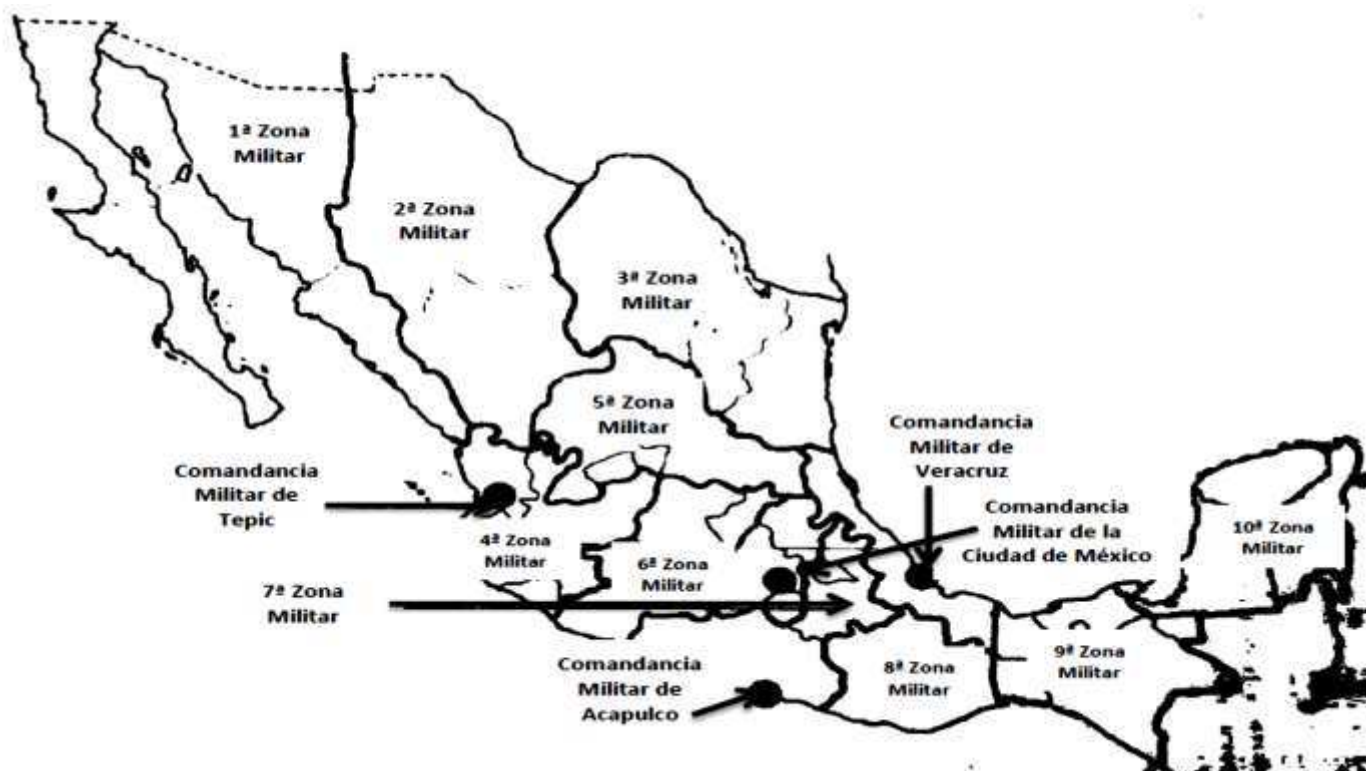 1ª Zona
Militar
2ª Zona
Militar
3ª Zona
Militar
5ª Zona
Militar
Comandancia
Militar de
Veracruz
Comandancia
Militar de
Tepic
Comandancia
Militar de la
Ciudad de México
10ª Zona
Militar
4ª Zona
Militar
6ª Zona
Militar
7ª Zona
Militar
Comandancia
Militar de
Acapulco
8ª Zona
Militar
9ª Zona
Militar